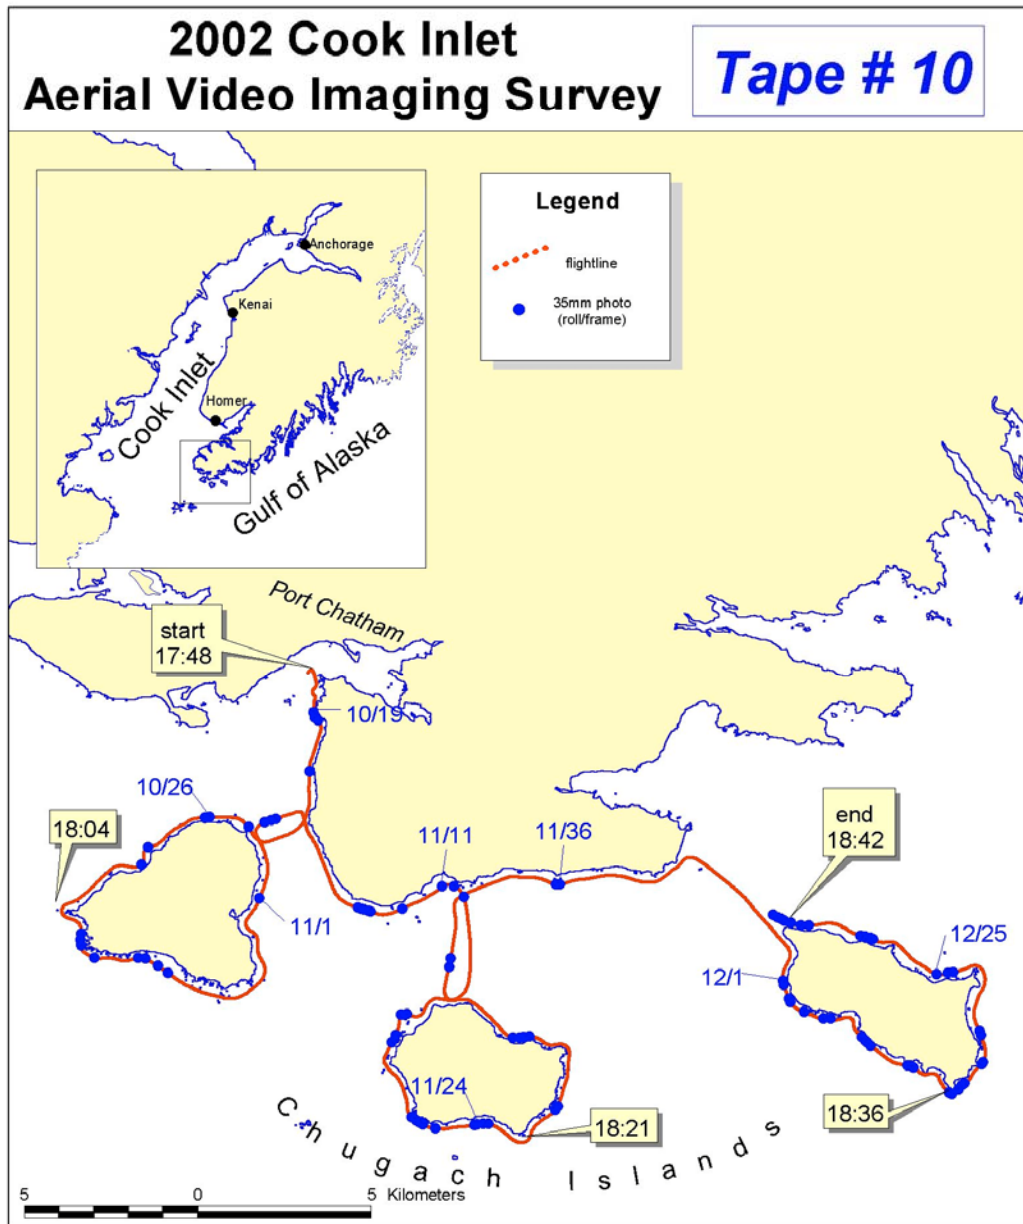 2002 Cook Inlet
Aerial Video Imaging Survey
Tape # 10
Anchorage
Kenai
Homer
Cook Inlet
Gulf of Alaska
Legend
flightline
35mm photo
(roll/frame)
Port Chatham
start
17:48
10/19
10/26
18:04
11/11
11/36
end
18:42
11/1
12/1
12/25
11/24
18:21
18:36
Chugach Islands
5 0 5 Kilometers